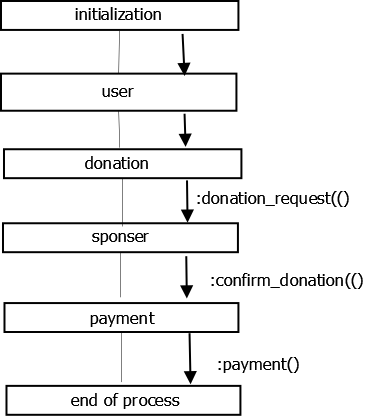 initialization
user
donation
:donation_request(()
sponser
:confirm_donation(()
payment
:payment()
end of process